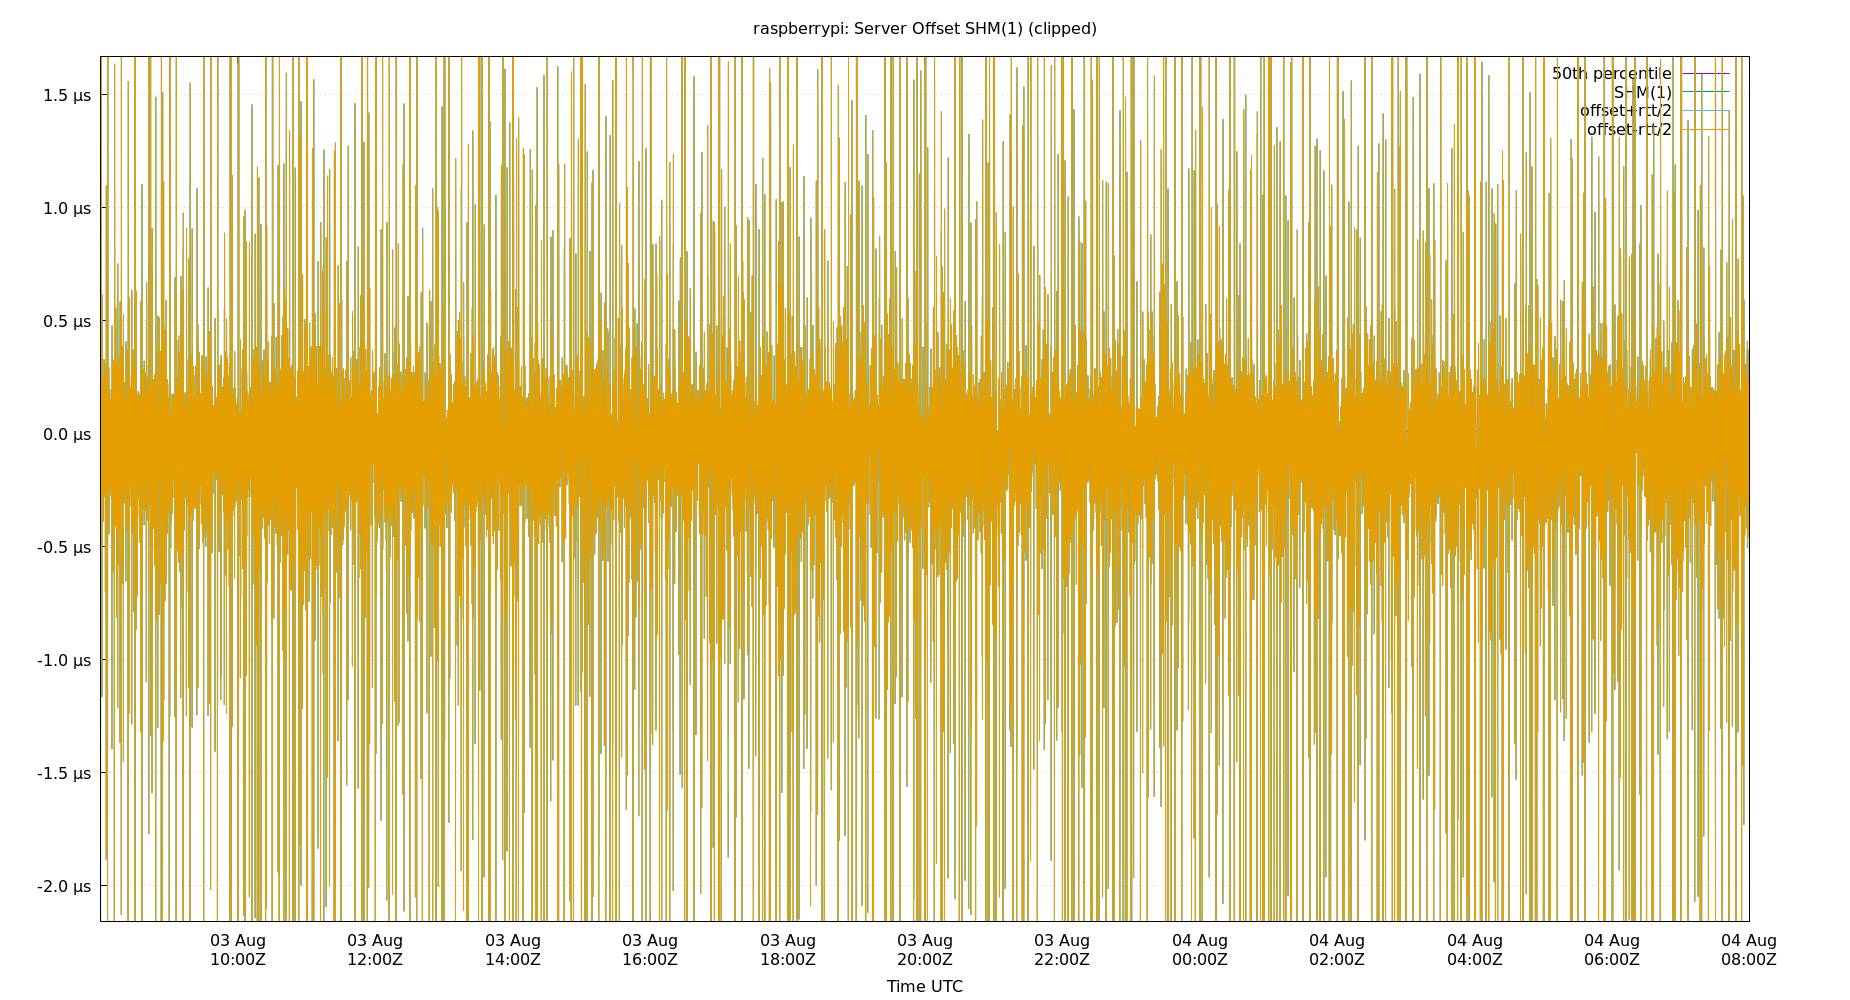 raspberrypi: Server Offset SHM(1) (clipped)
50th percentile
SHM(1)
offset+rtt/2
offset-rtt/2
1.5 µs
1.0 µs
0.5 µs
0.0 µs
-0.5 µs
-1.0 µs
-1.5 µs
-2.0 µs
03 Aug 03 Aug 03 Aug 03 Aug 03 Aug 03 Aug 03 Aug 04 Aug 04 Aug 04 Aug 04 Aug 04 Aug
10:00Z 12:00Z 14:00Z 16:00Z 18:00Z 20:00Z 22:00Z 00:00Z 02:00Z 04:00Z 06:00Z 08:00Z
Time UTC